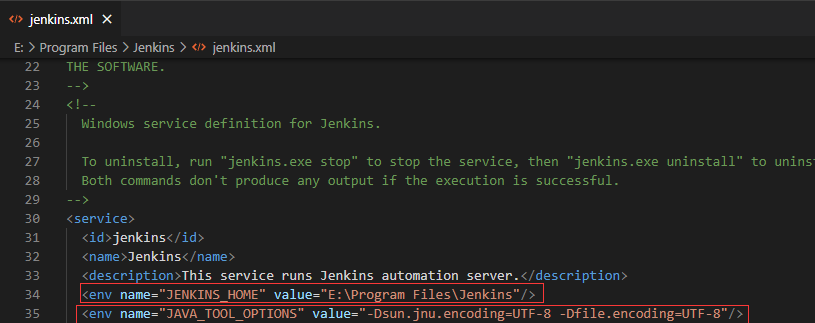 jenkins.xml
E: > Program Files > Jenkins > jenkins.xml
22 THE SOFTWARE.
23 -->
24 <!--
25 Windows service definition for Jenkins.
26
27 To uninstall, run "jenkins.exe stop" to stop the service, then "jenkins.exe uninstall" to
28 Both commands don't produce any output if the execution is successful.
29 -->
30 <service>
31 <id>jenkins</id>
32 <name>Jenkins</name>
33 <description>This service runs Jenkins automation server.</description>
34 <env name="JENKINS_HOME" value="E:\Program Files\Jenkins"/>
35 <env name="JAVA_TOOL_OPTIONS" value="-Dsun.jnu.encoding=UTF-8 -Dfile.encoding=UTF-8"/>